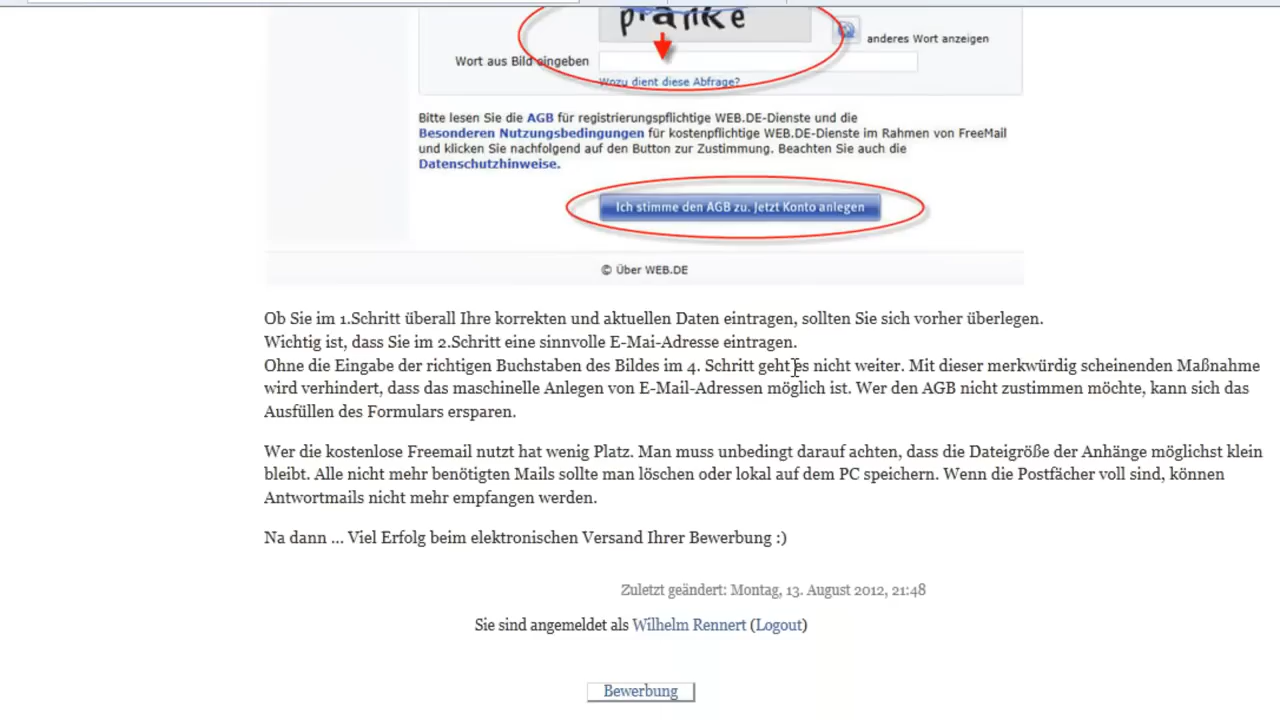 pranke
anderes Wort anzeigen
Wort aus Bild eingeben
Wozu dient diese Abfrage?
Bitte lesen Sie die AGB für registrierungspflichtige WEB.DE-Dienste und die
Besonderen Nutzungsbedingungen für kostenpflichtige WEB.DE-Dienste im Rahmen von FreeMail
und klicken Sie nachfolgend auf den Button zur Zustimmung. Beachten Sie auch die
Datenschutzhinweise.
Ich stimme den AGB zu. Jetzt Konto anlegen
© Über WEB.DE
Ob Sie im 1.Schritt überall Ihre korrekten und aktuellen Daten eintragen, sollten Sie sich vorher überlegen.
Wichtig ist, dass Sie im 2.Schritt eine sinnvolle E-Mai-Adresse eintragen.
Ohne die Eingabe der richtigen Buchstaben des Bildes im 4. Schritt geht es nicht weiter. Mit dieser merkwürdig scheinenden Maßnahme
wird verhindert, dass das maschinelle Anlegen von E-Mail-Adressen möglich ist. Wer den AGB nicht zustimmen möchte, kann sich das
Ausfüllen des Formulars ersparen.
Wer die kostenlose Freemail nutzt hat wenig Platz. Man muss unbedingt darauf achten, dass die Dateigröße der Anhänge möglichst klein
bleibt. Alle nicht mehr benötigten Mails sollte man löschen oder lokal auf dem PC speichern. Wenn die Postfächer voll sind, können
Antwortmails nicht mehr empfangen werden.
Na dann ... Viel Erfolg beim elektronischen Versand Ihrer Bewerbung :)
Zuletzt geändert: Montag, 13. August 2012, 21:48
Sie sind angemeldet als Wilhelm Rennert (Logout)
Bewerbung